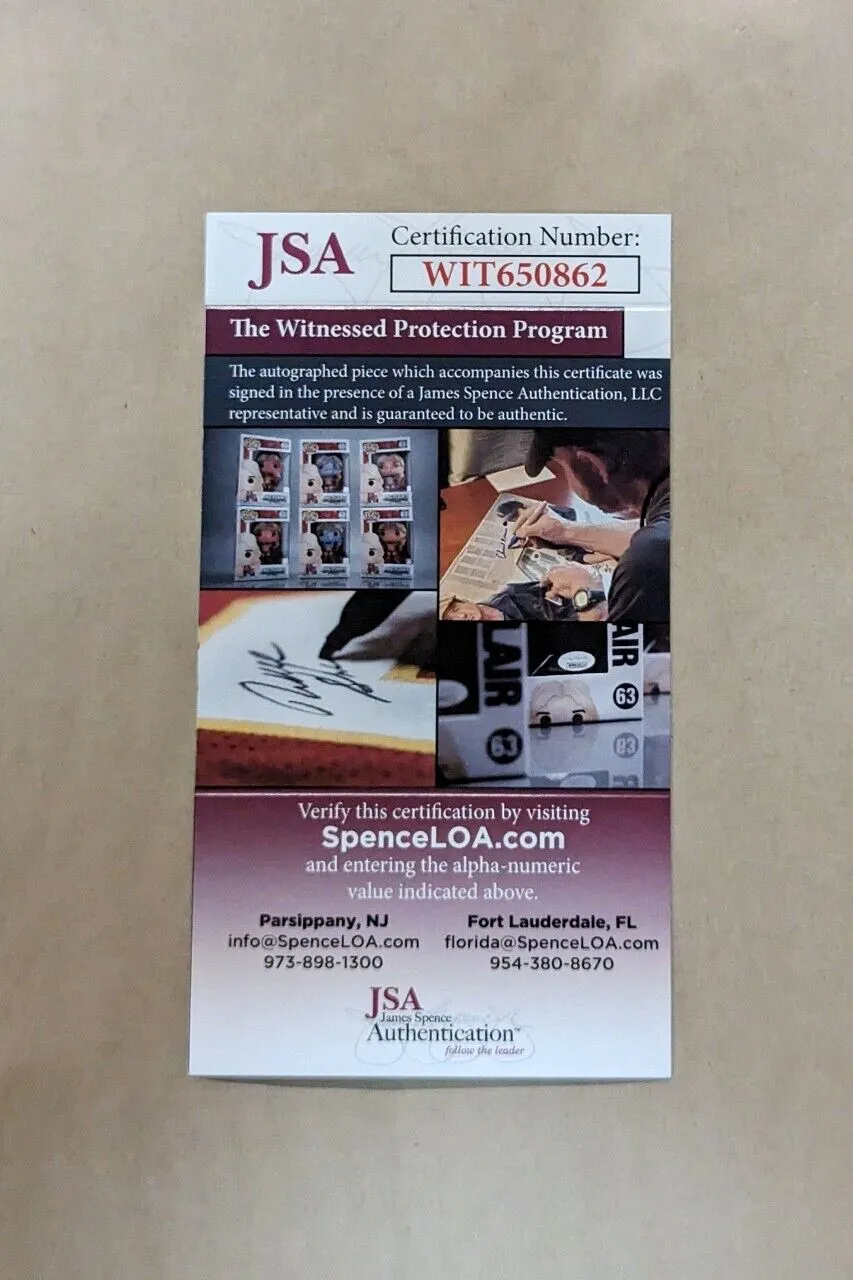 JSA
Certification Number:
WIT650862
The Witnessed Protection Program
The autographed piece which accompanies this certificate was
signed in the presence of a James Spence Authentication, LLC
representative and is guaranteed to be authentic.
LAIR
63
AIR
63
63
Verify this certification by visiting
SpenceLOA.com
and entering the alpha-numeric
value indicated above.
Parsippany, NJ
info@SpenceLOA.com
973-898-1300
Fort Lauderdale, FL
florida@SpenceLOA.com
954-380-8670
JSA
James Spence
Authentication™
follow the leader